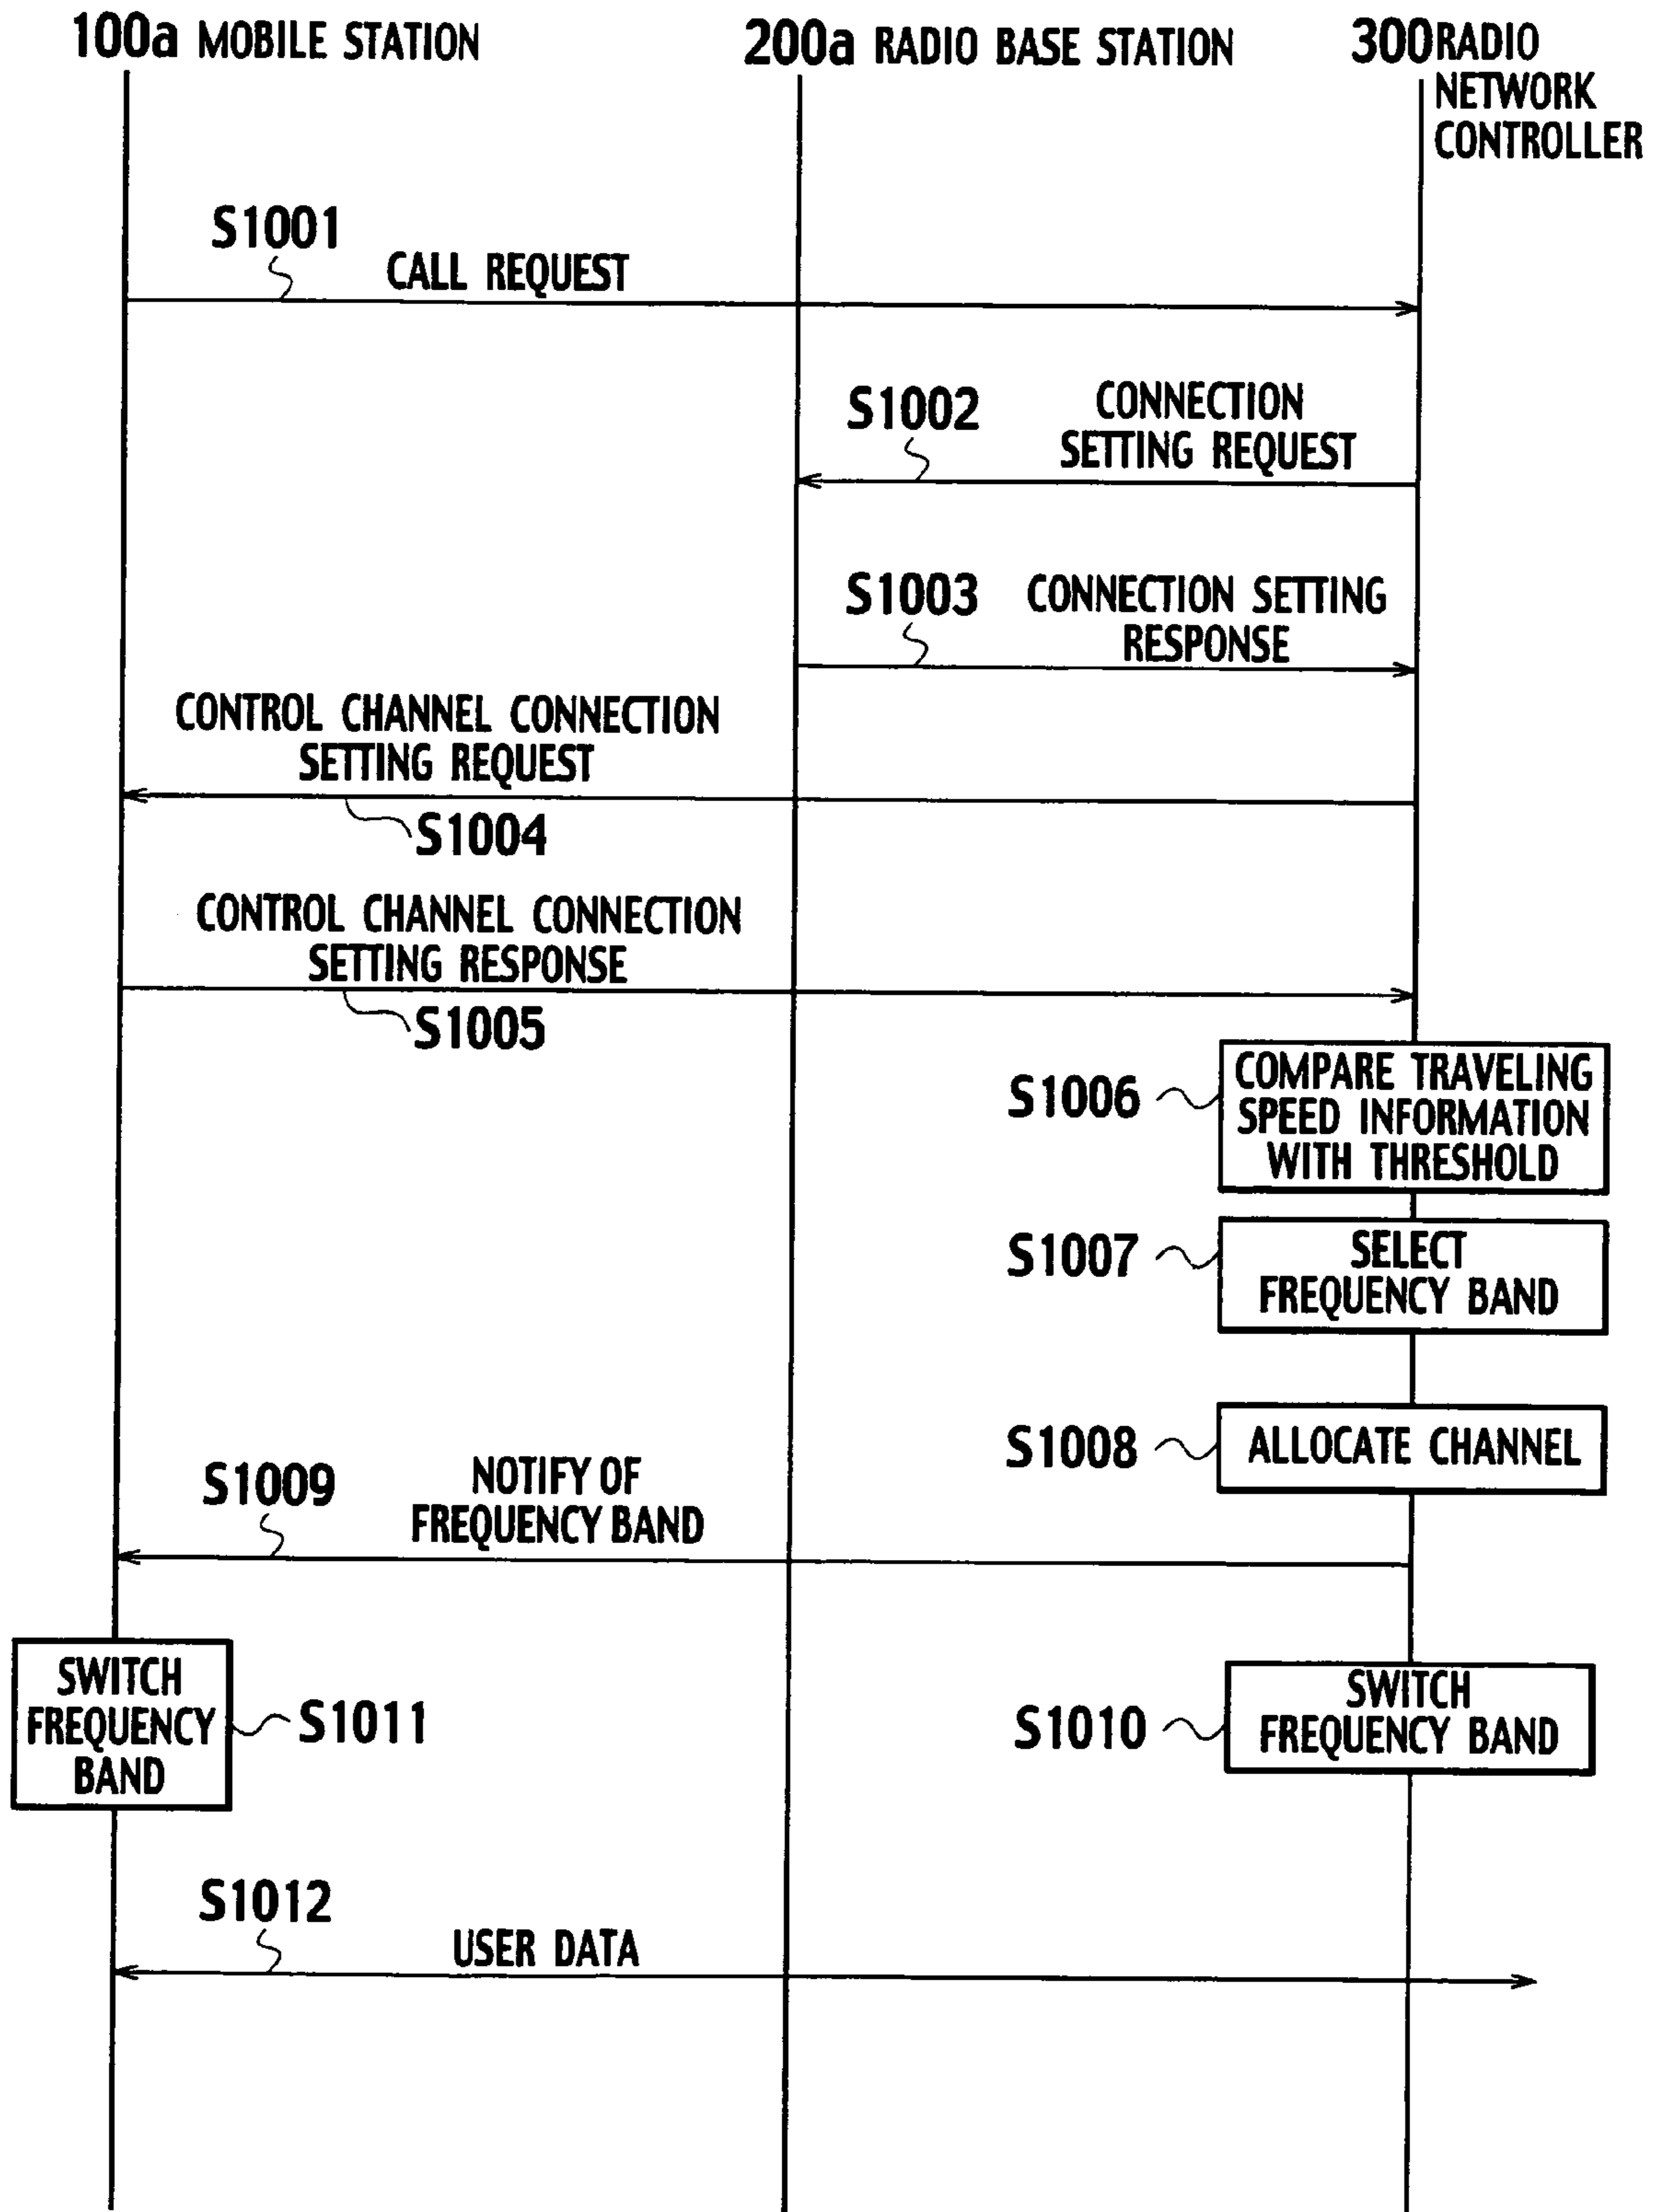 100a MOBILE STATION
200a RADIO BASE STATION
300 RADIO
NETWORK
CONTROLLER
S1001
CALL REQUEST
S1002
CONNECTION
SETTING REQUEST
S1003
CONNECTION SETTING
RESPONSE
CONTROL CHANNEL CONNECTION
SETTING REQUEST
S1004
CONTROL CHANNEL CONNECTION
SETTING RESPONSE
S1005
S1006
COMPARE TRAVELING
SPEED INFORMATION
WITH THRESHOLD
S1007
SELECT
FREQUENCY BAND
S1008
ALLOCATE CHANNEL
S1009
NOTIFY OF
FREQUENCY BAND
SWITCH
FREQUENCY
BAND
S1011
S1010
SWITCH
FREQUENCY BAND
S1012
USER DATA